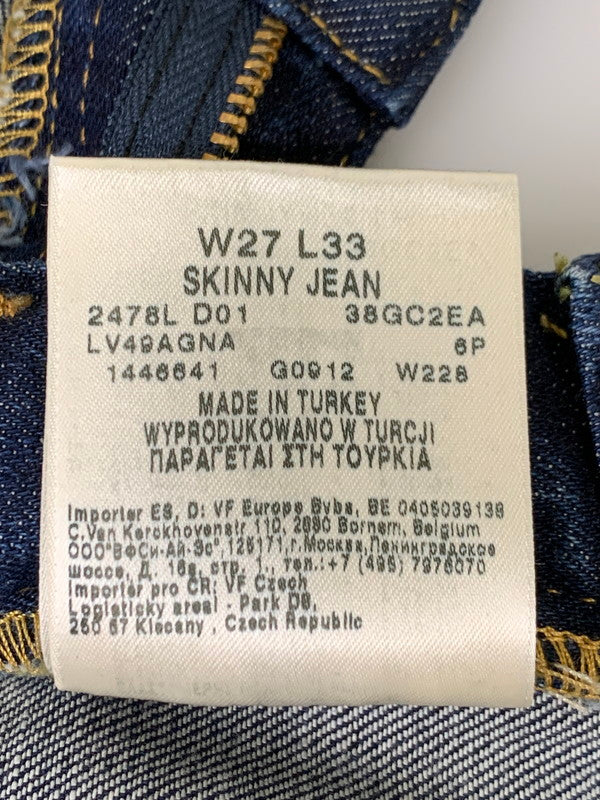 W27 L33
SKINNY JEAN
2478L D01 38GC2EA
LV49AGNA 6P
1446641 G0912 W228
MADE IN TURKEY
WYPRODUKOWANO W TURCJI
ΠΑΡΑΓΕΤΑΙ ΣΤΗ ΤΟΥΡΚΙΑ
Importer ES, D: VF Europe Bvba, BE 0405039138
C.Van Kerckhovenstr 110, 2880 Bornem, Belgium
ООО"ВФСи-Ай-Эс",125171,г.Москва,Ленинградское
шоссе, Д. 16а, стр. 1., тел.:+7 (495) 7976070
Importer pro CR: VF Czech
Logisticky areal - Park D8,
250 67 Klecany , Czech Republic